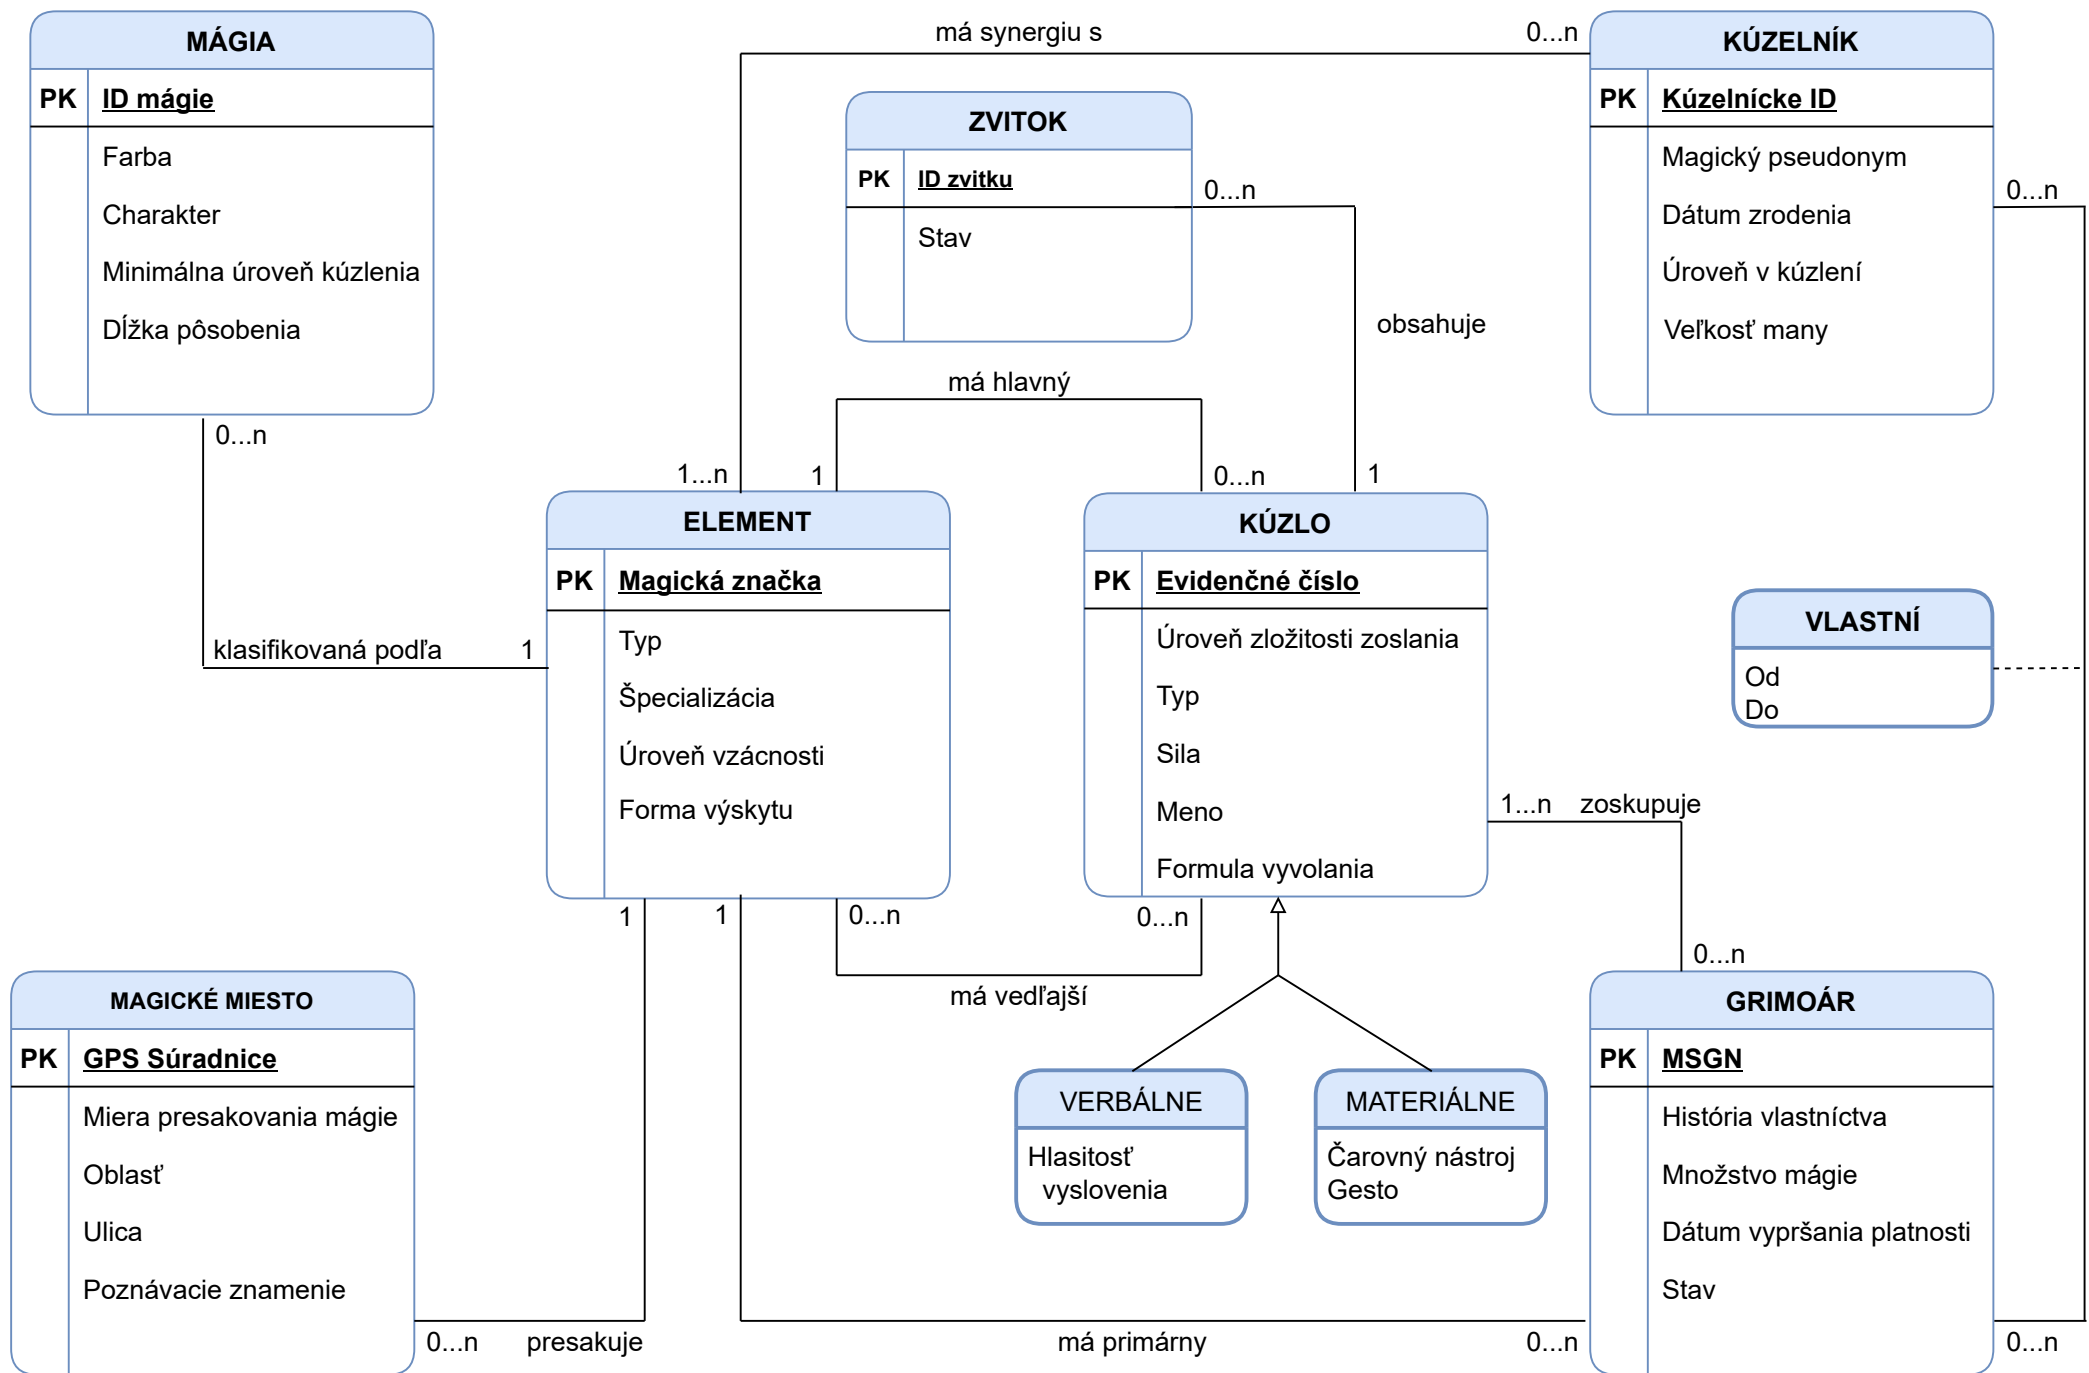 MÁGIA
PK ID mágie
Farba
Charakter
Minimálna úroveň kúzlenia
Dĺžka pôsobenia
0...n
klasifikovaná podľa
1
má synergiu s
0...n
1...n
ZVITOK
PK ID zvitku
Stav
0...n
obsahuje
1
KÚZELNÍK
PK Kúzelnícke ID
Magický pseudonym
Dátum zrodenia
Úroveň v kúzlení
Veľkosť many
0...n
má hlavný
1
0...n
ELEMENT
PK Magická značka
Typ
Špecializácia
Úroveň vzácnosti
Forma výskytu
KÚZLO
PK Evidenčné číslo
Úroveň zložitosti zoslania
Typ
Sila
Meno
Formula vyvolania
VLASTNÍ
Od
Do
1...n zoskupuje
0...n
1
1
0...n
0...n
má vedľajší
MAGICKÉ MIESTO
PK GPS Súradnice
Miera presakovania mágie
Oblasť
Ulica
Poznávacie znamenie
0...n presakuje
VERBÁLNE
Hlasitosť
vyslovenia
MATERIÁLNE
Čarovný nástroj
Gesto
GRIMOÁR
PK MSGN
História vlastníctva
Množstvo mágie
Dátum vypršania platnosti
Stav
má primárny
0...n
0...n